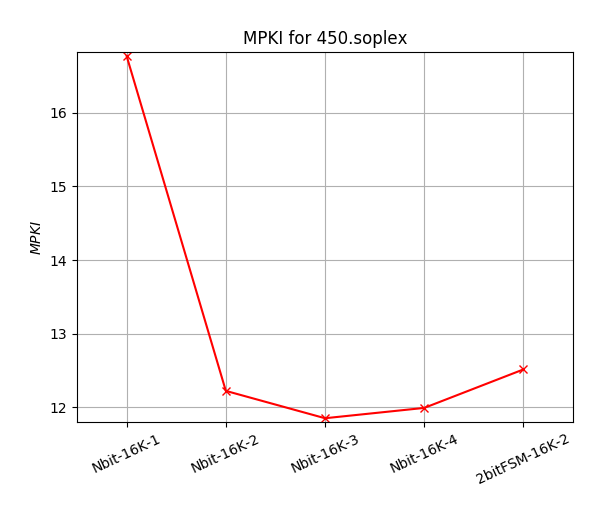 MPKI for 450.soplex
16
15
14
13
12
MPKI
Nbit-16K-1
Nbit-16K-2
Nbit-16K-3
Nbit-16K-4
2bitFSM-16K-2